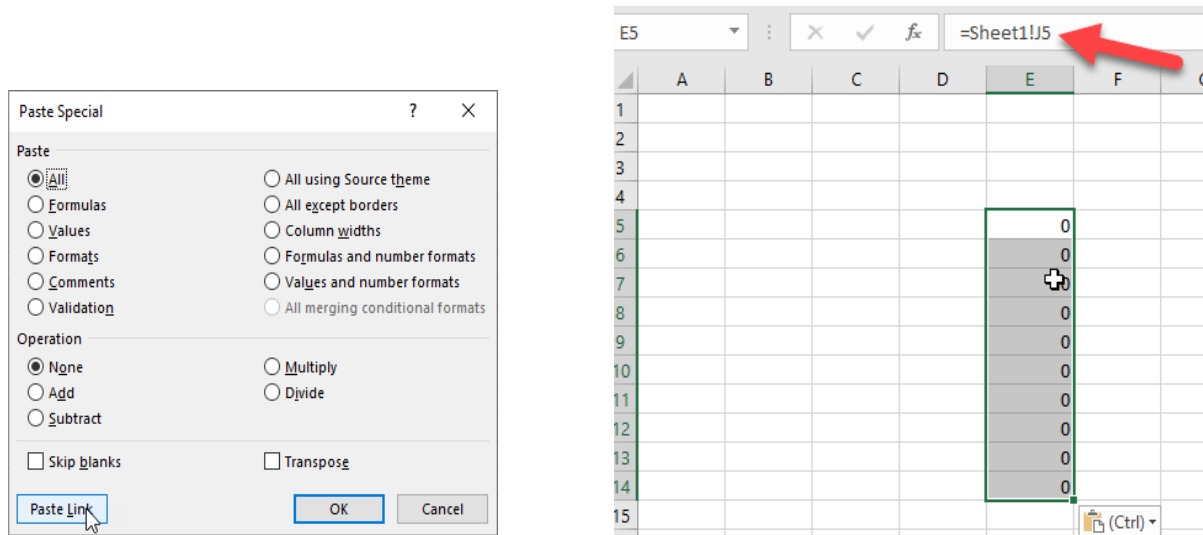 Paste Special ? X
Paste
All
All using Source theme
Formulas
All except borders
Values
Column widths
Formats
Formulas and number formats
Comments
Values and number formats
Validation
All merging conditional formats
Operation
None
Multiply
Add
Divide
Subtract
Skip blanks
Transpose
Paste Link
OK
Cancel
E5 fx =Sheet1!J5
A B C D E F
1
2
3
4
5 0
6 0
7 0
8 0
9 0
10 0
11 0
12 0
13 0
14 0
15
(Ctrl)